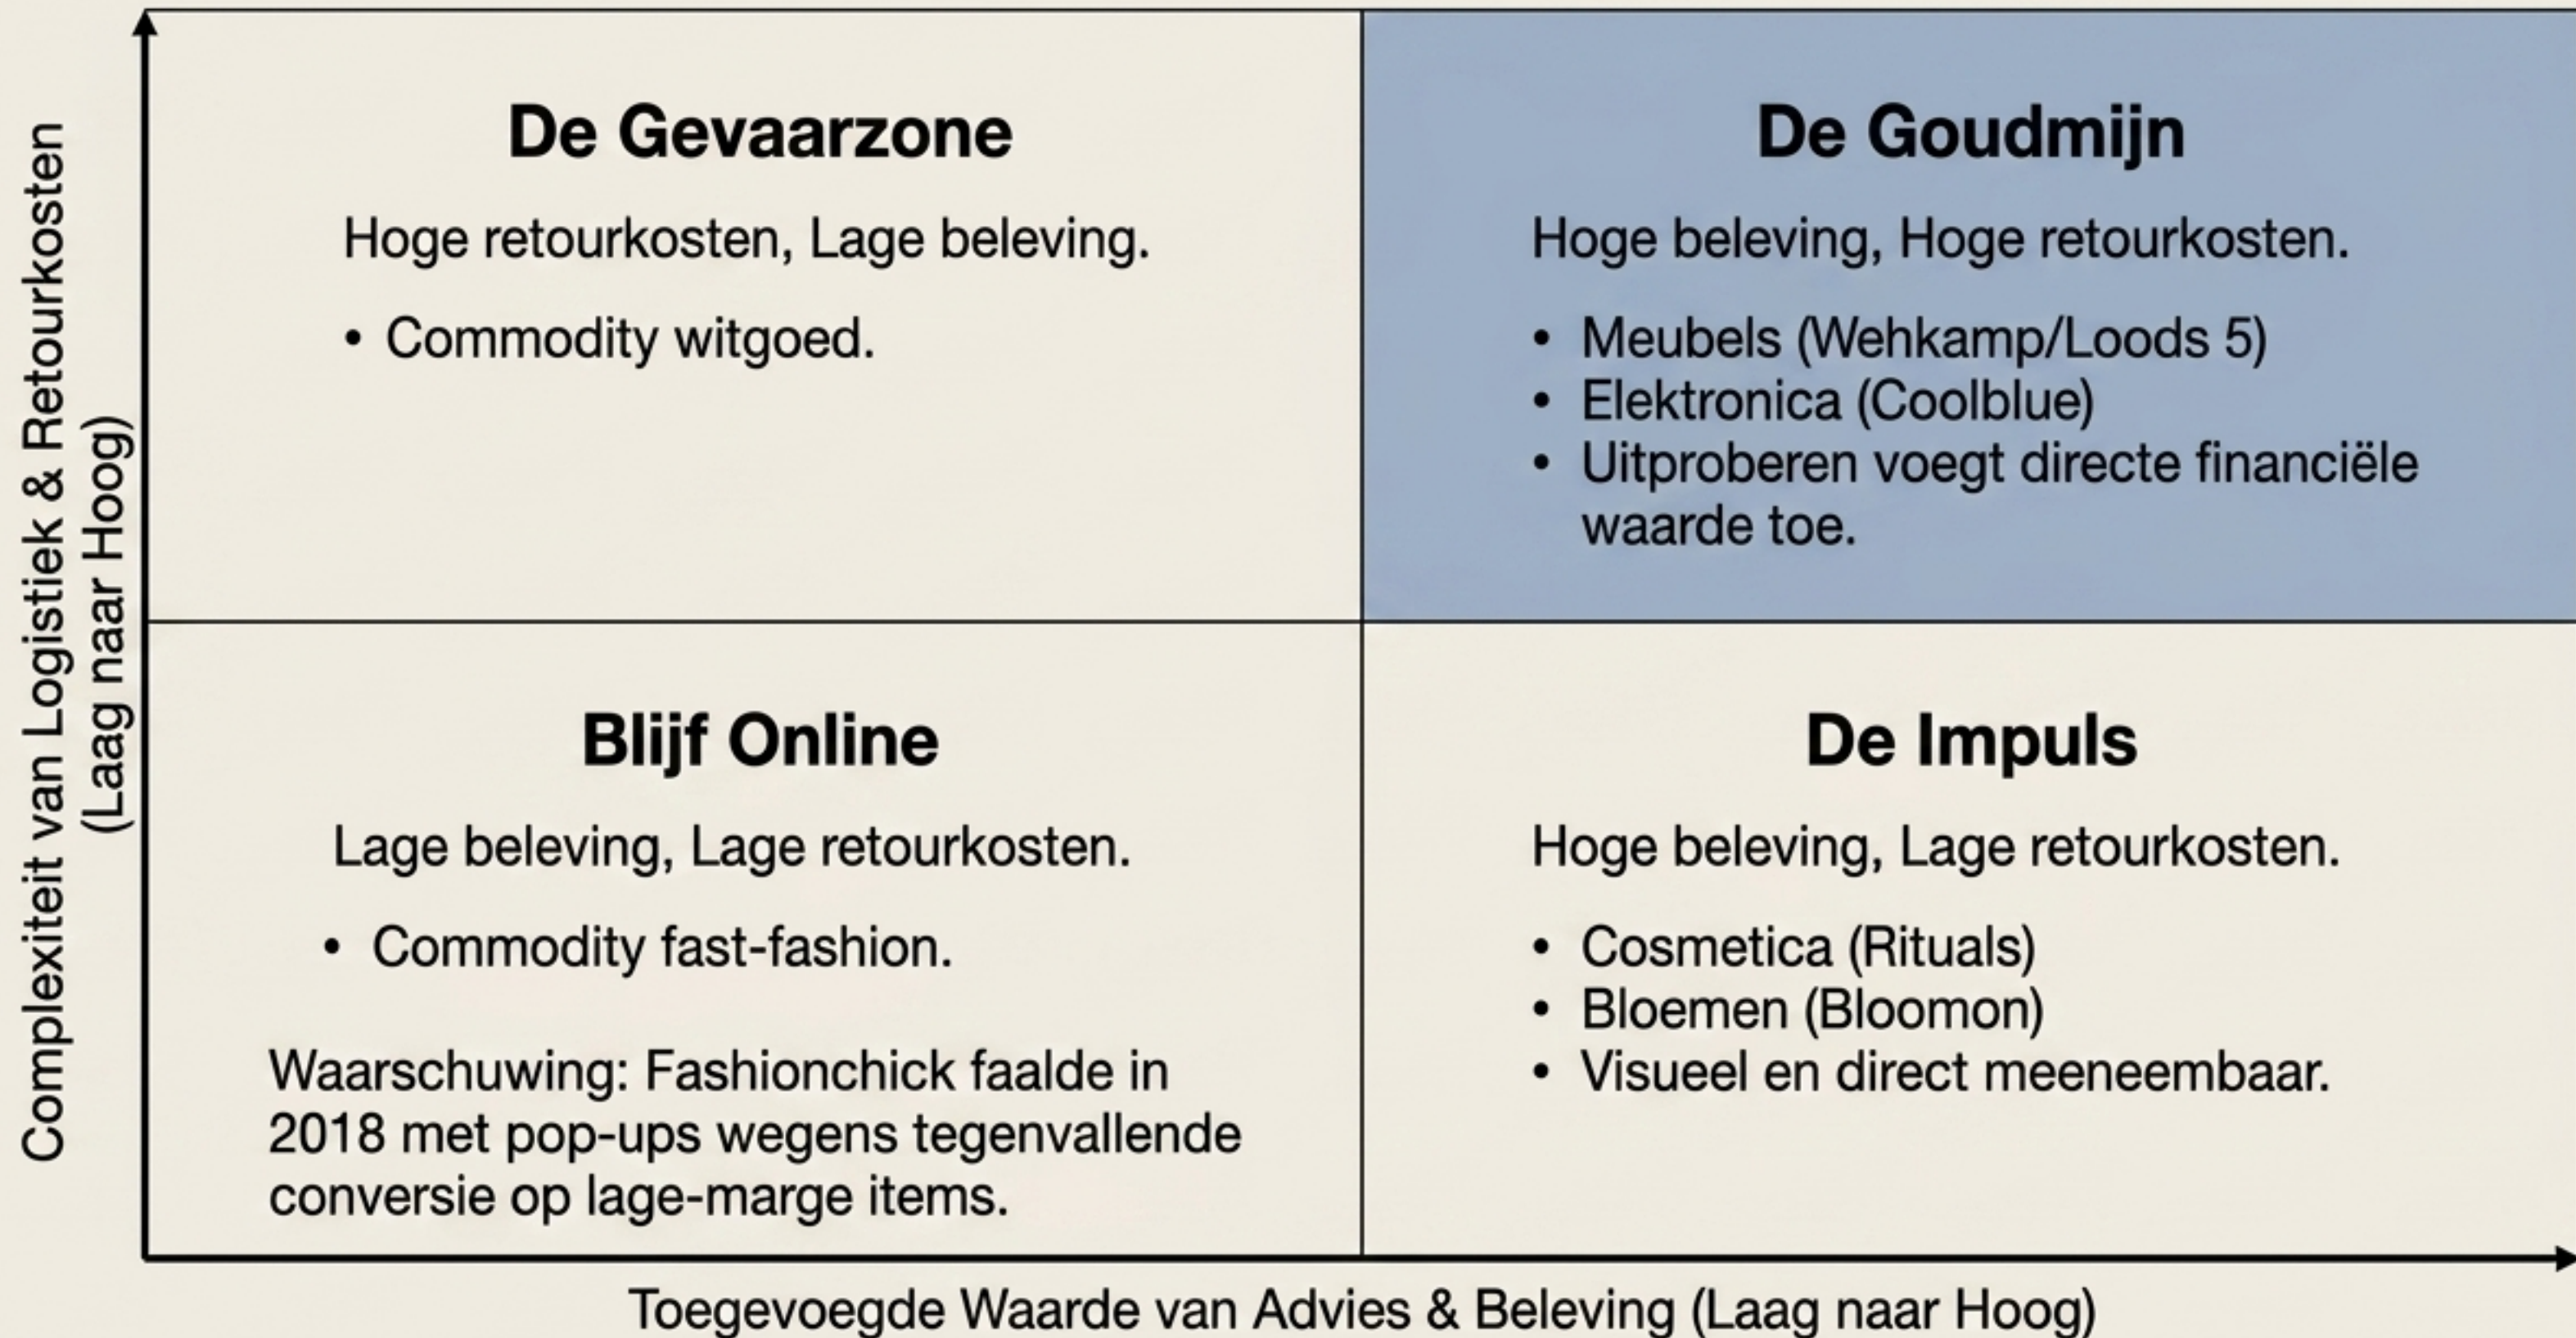 Complexiteit van Logistiek & Retourkosten
(Laag naar Hoog)
De Gevaarzone
Hoge retourkosten, Lage beleving.
• Commodity witgoed.
De Goudmijn
Hoge beleving, Hoge retourkosten.
• Meubels (Wehkamp/Loods 5)
• Elektronica (Coolblue)
• Uitproberen voegt directe financiële
waarde toe.
Blijf Online
Lage beleving, Lage retourkosten.
• Commodity fast-fashion.
Waarschuwing: Fashionchick faalde in
2018 met pop-ups wegens tegenvallende
conversie op lage-marge items.
De Impuls
Hoge beleving, Lage retourkosten.
• Cosmetica (Rituals)
• Bloemen (Bloomon)
• Visueel en direct meeneembaar.
Toegevoegde Waarde van Advies & Beleving (Laag naar Hoog)